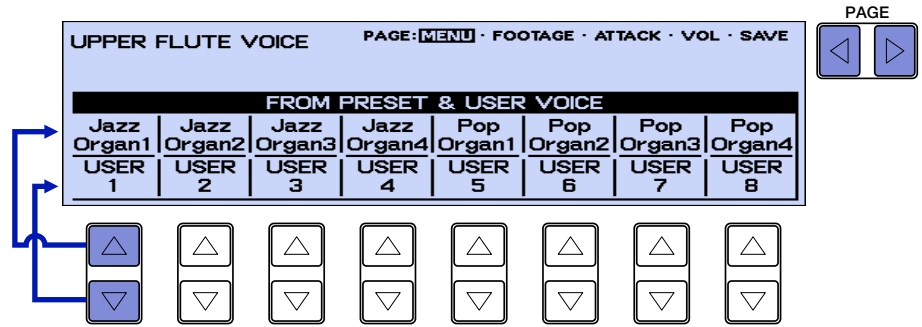 PAGE
UPPER FLUTE VOICE
PAGE: MENU · FOOTAGE · ATTACK · VOL · SAVE
FROM PRESET & USER VOICE
Jazz Jazz Jazz Jazz Pop Pop Pop Pop
Organ1 Organ2 Organ3 Organ4 Organ1 Organ2 Organ3 Organ4
USER USER USER USER USER USER USER USER
1 2 3 4 5 6 7 8